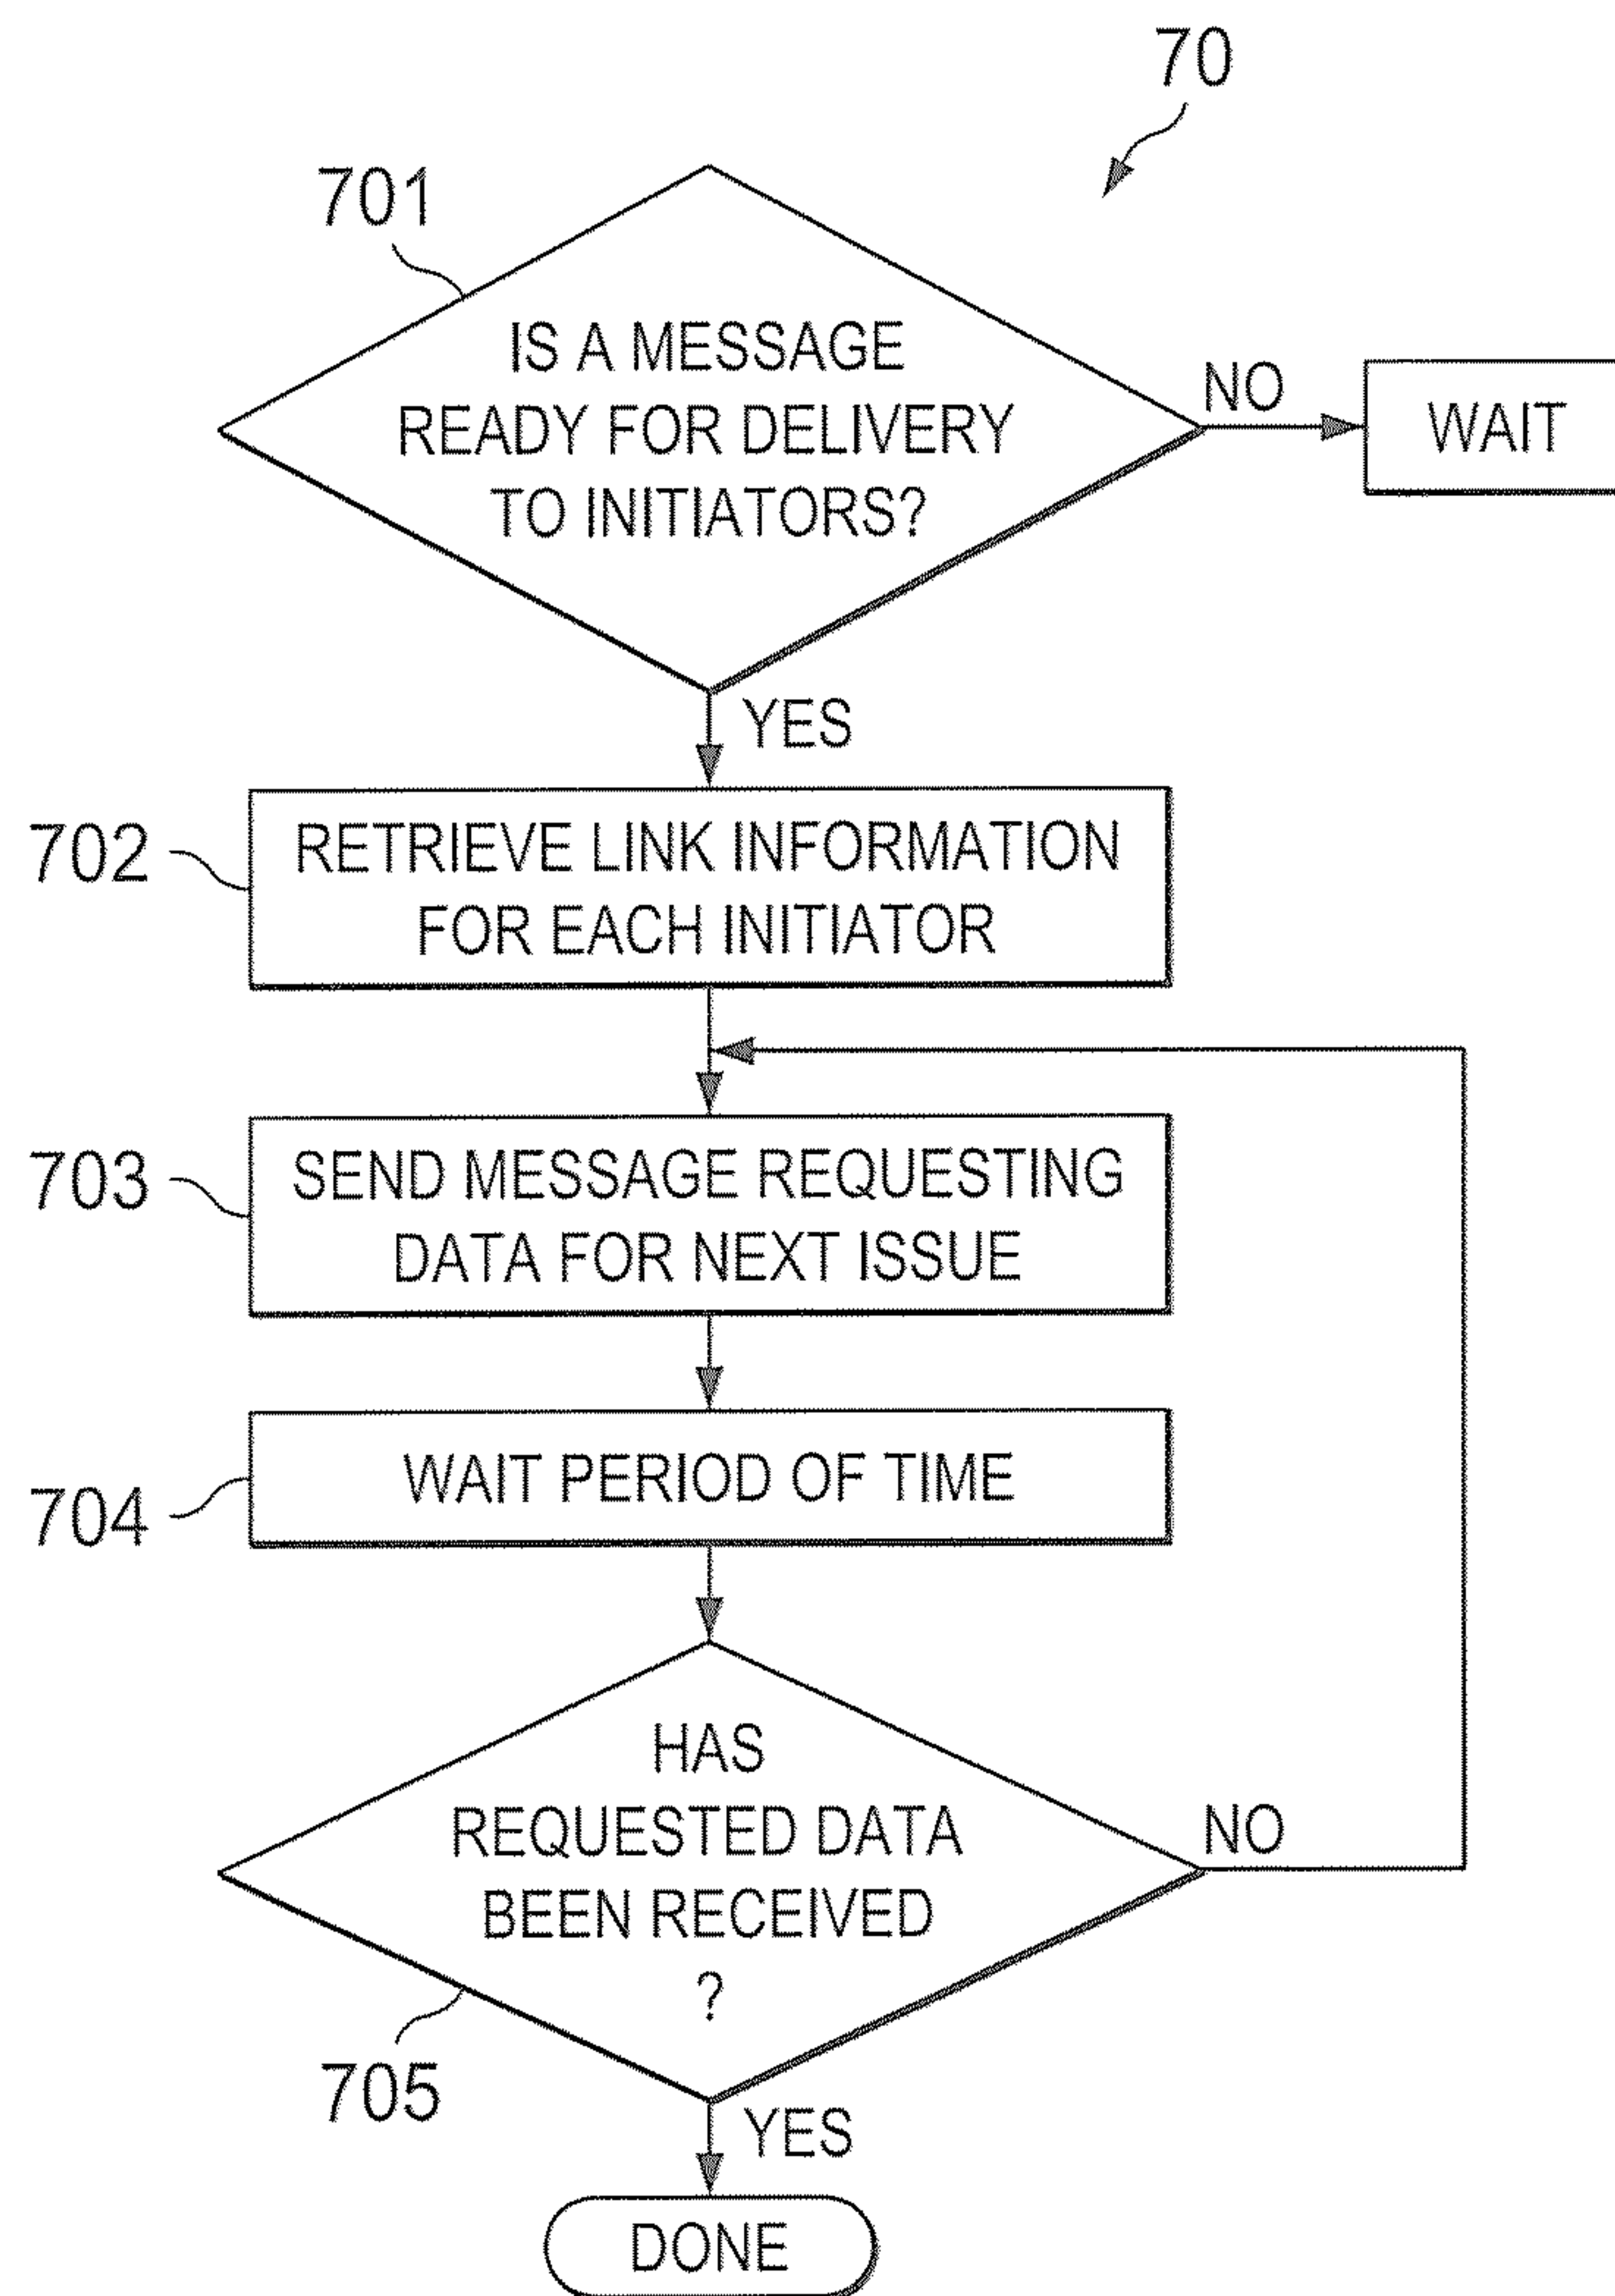 70
701
IS A MESSAGE
READY FOR DELIVERY
TO INITIATORS?
NO
WAIT
YES
702
RETRIEVE LINK INFORMATION
FOR EACH INITIATOR
703
SEND MESSAGE REQUESTING
DATA FOR NEXT ISSUE
704
WAIT PERIOD OF TIME
HAS
REQUESTED DATA
BEEN RECEIVED
?
NO
705
YES
DONE